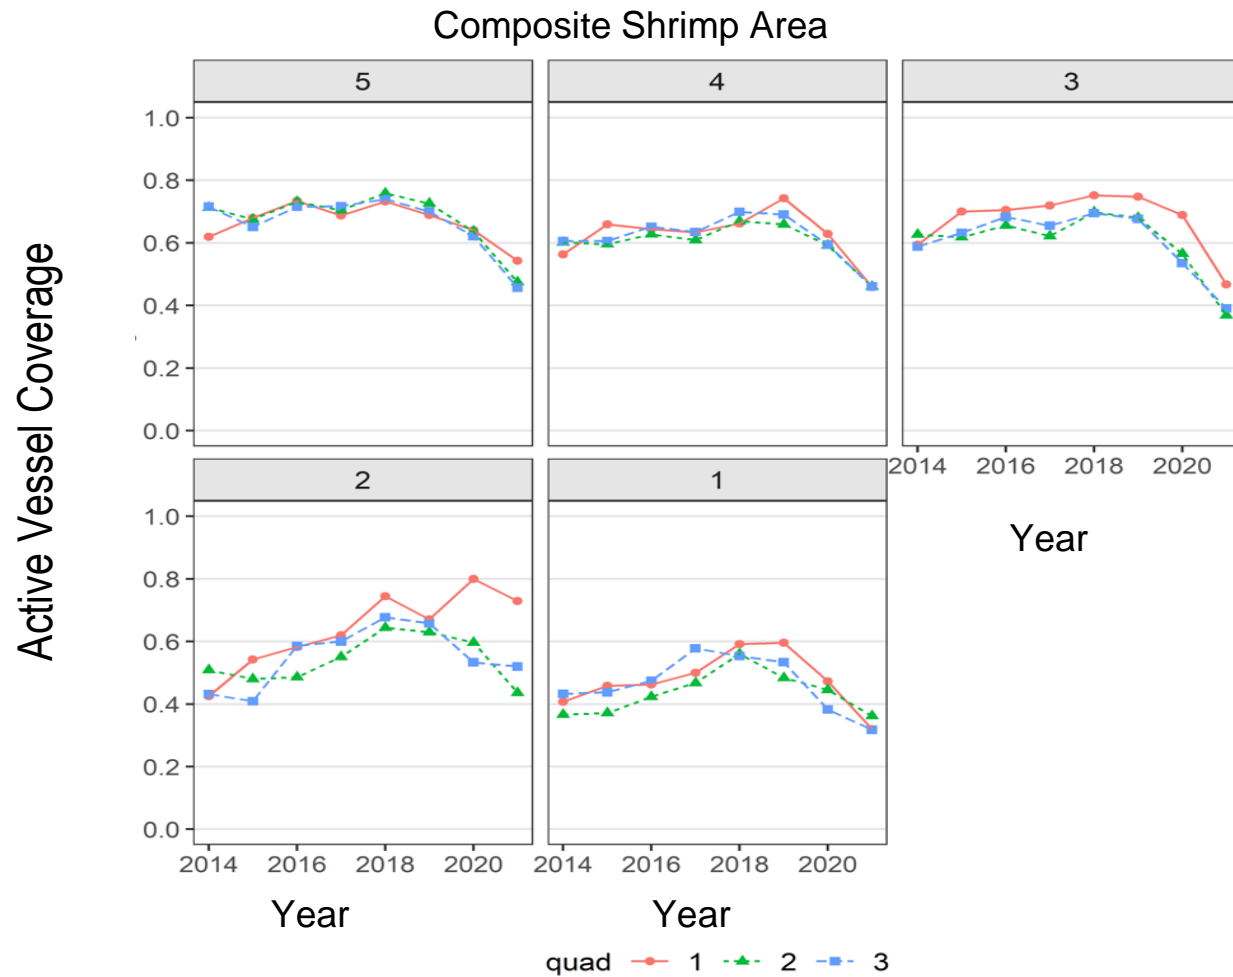 Composite Shrimp Area
5 4 3
1.0
0.8
0.6
0.4
0.2
0.0
2014 2016 2018 2020
2 1
Year
1.0
0.8
0.6
0.4
0.2
0.0
2014 2016 2018 2020 2014 2016 2018 2020
Year Year
quad 1 2 3
Active Vessel Coverage